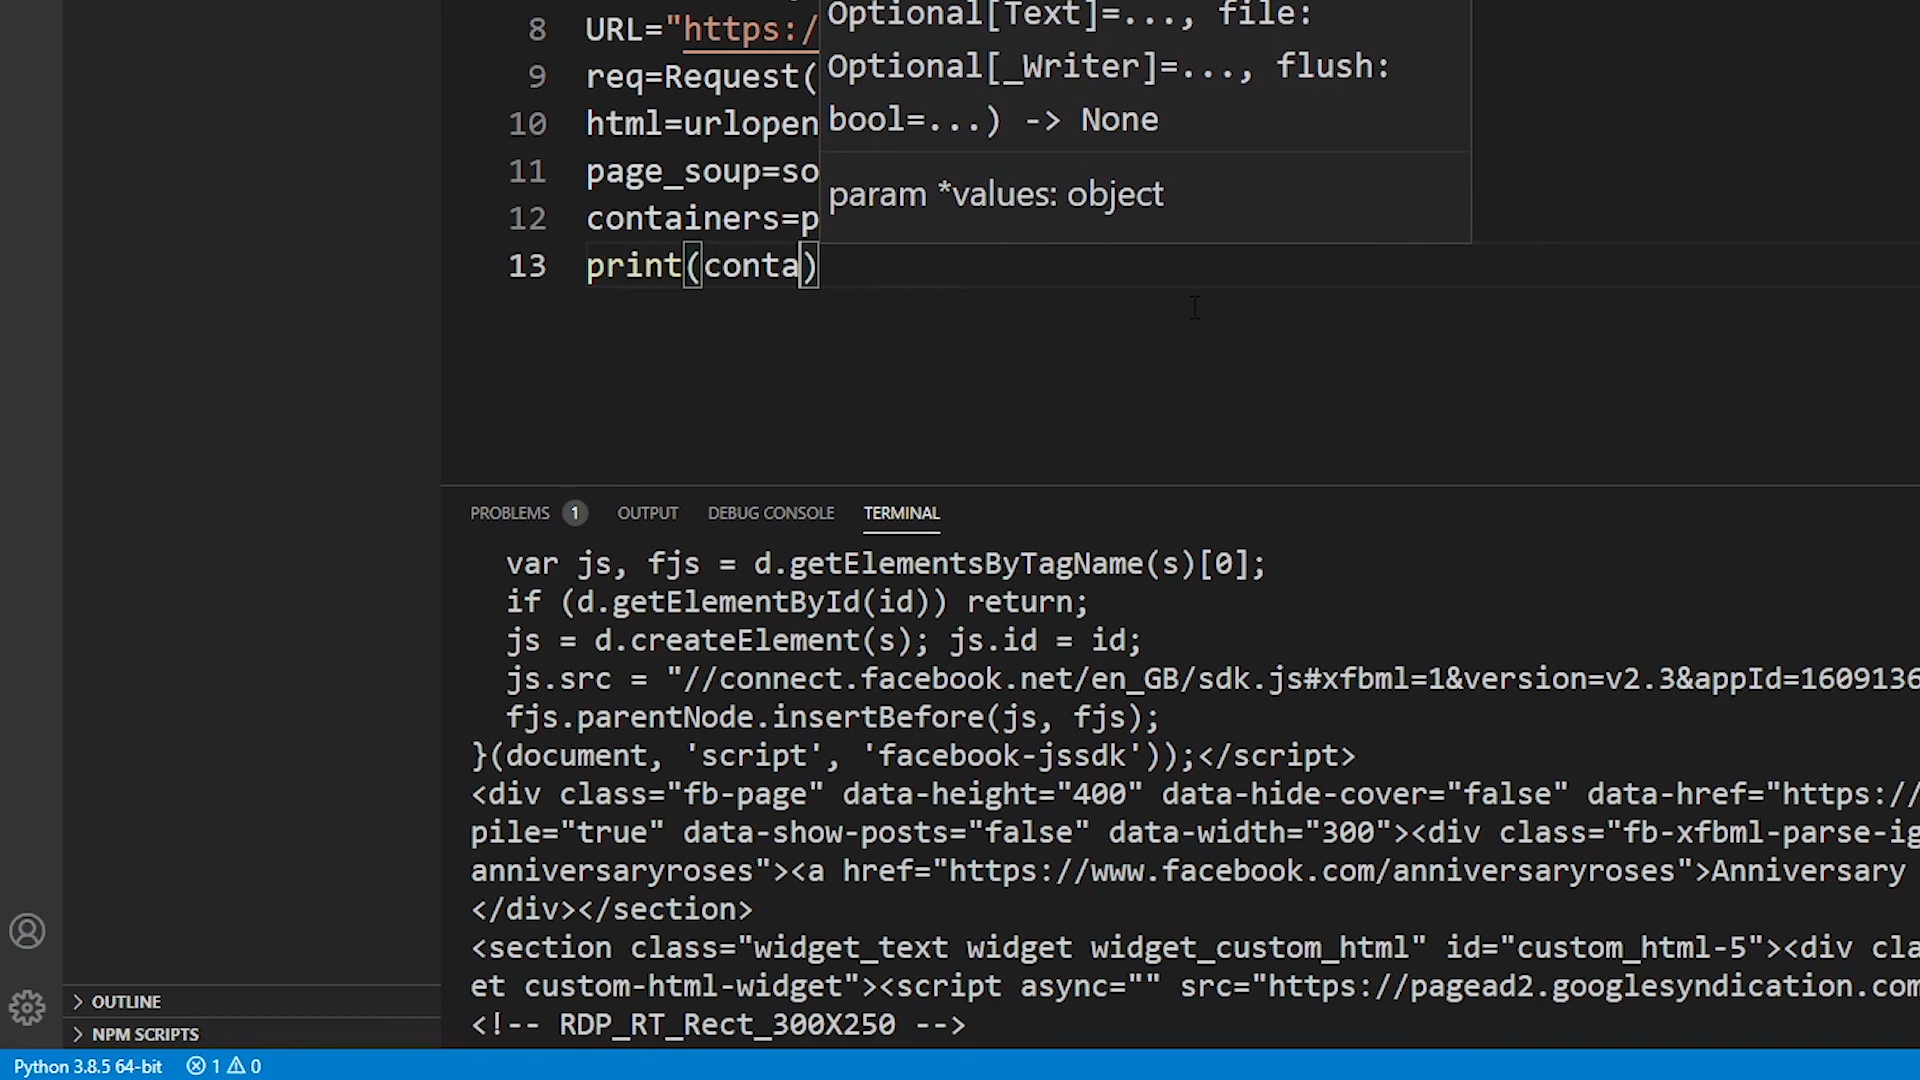 8 URL="https:/
9 req=Request(
10 html=urlopen
11 page_soup=so
12 containers=p
13 print(conta)
Optional[Text]=..., file:
Optional[_Writer]=..., flush:
bool=...) -> None
param *values: object
PROBLEMS 1 OUTPUT DEBUG CONSOLE TERMINAL
var js, fjs = d.getElementsByTagName(s)[0];
if (d.getElementById(id)) return;
js = d.createElement(s); js.id = id;
js.src = "//connect.facebook.net/en_GB/sdk.js#xfbml=1&version=v2.3&appId=1609136
fjs.parentNode.insertBefore(js, fjs);
}(document, 'script', 'facebook-jssdk'));</script>
<div class="fb-page" data-height="400" data-hide-cover="false" data-href="https://
pile="true" data-show-posts="false" data-width="300"><div class="fb-xfbml-parse-ig
anniversaryroses"><a href="https://www.facebook.com/anniversaryroses">Anniversary
</div></section>
<section class="widget_text widget widget_custom_html" id="custom_html-5"><div cla
et custom-html-widget"><script async="" src="https://pagead2.googlesyndication.com
<!-- RDP_RT_Rect_300X250 -->
OUTLINE
NPM SCRIPTS
Python 3.8.5 64-bit 1 0